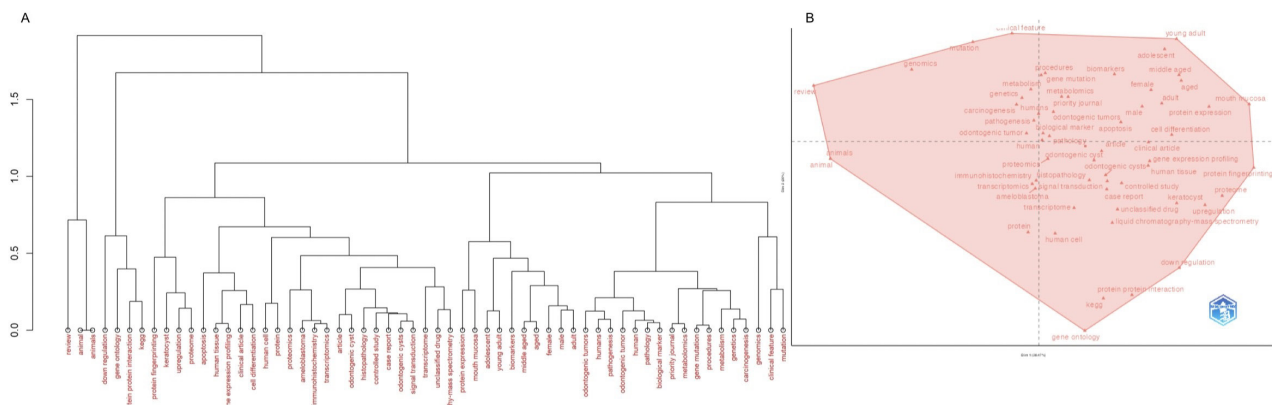 A
1.5
1.0
0.5
0.0
review
animal
animals
down regulation
gene ontology
tein protein interaction
kegg
protein fingerprinting
keratocyst
upregulation
proteome
apoptosis
human tissue
ne expression profiling
clinical article
cell differentiation
human cell
protein
proteomics
ameloblastoma
immunohistochemistry
transcriptomics
article
odontogenic cyst
histopathology
controlled study
case report
odontogenic cysts
signal transduction
transcriptome
unclassified drug
hy-mass spectrometry
protein expression
mouth mucosa
adolescent
young adult
biomarkers
middle aged
aged
female
male
adult
odontogenic tumors
humans
pathogenesis
odontogenic tumor
human
pathology
biological marker
priority journal
metabolomics
gene mutation
procedures
metabolism
genetics
carcinogenesis
genomics
clinical feature
mutation
B
ical feature
young adult
mutation
adolescent
genomics
procedures
biomarkers
middle aged
gene mutation
aged
review
metabolism
female
genetics
metabolomics
adult
mouth mucosa
humans
priority journal
carcinogenesis
male
protein expression
pathogenesis
odontogenic tumors
odontogenic tumor
biological marker
apoptosis
cell differentiation
pathology
human
article
clinical article
animals
odontogenic cyst
gene expression profiling
animal
proteomics
odontogenic cysts
human tissue
protein fingerprinting
immunohistochemistry
histopathology
transcriptomics
signal transduction
controlled study
proteome
ameloblastoma
case report
keratocyst
transcriptome
unclassified drug
upregulation
protein
liquid chromatography-mass spectrometry
human cell
down regulation
protein protein interaction
kegg
gene ontology